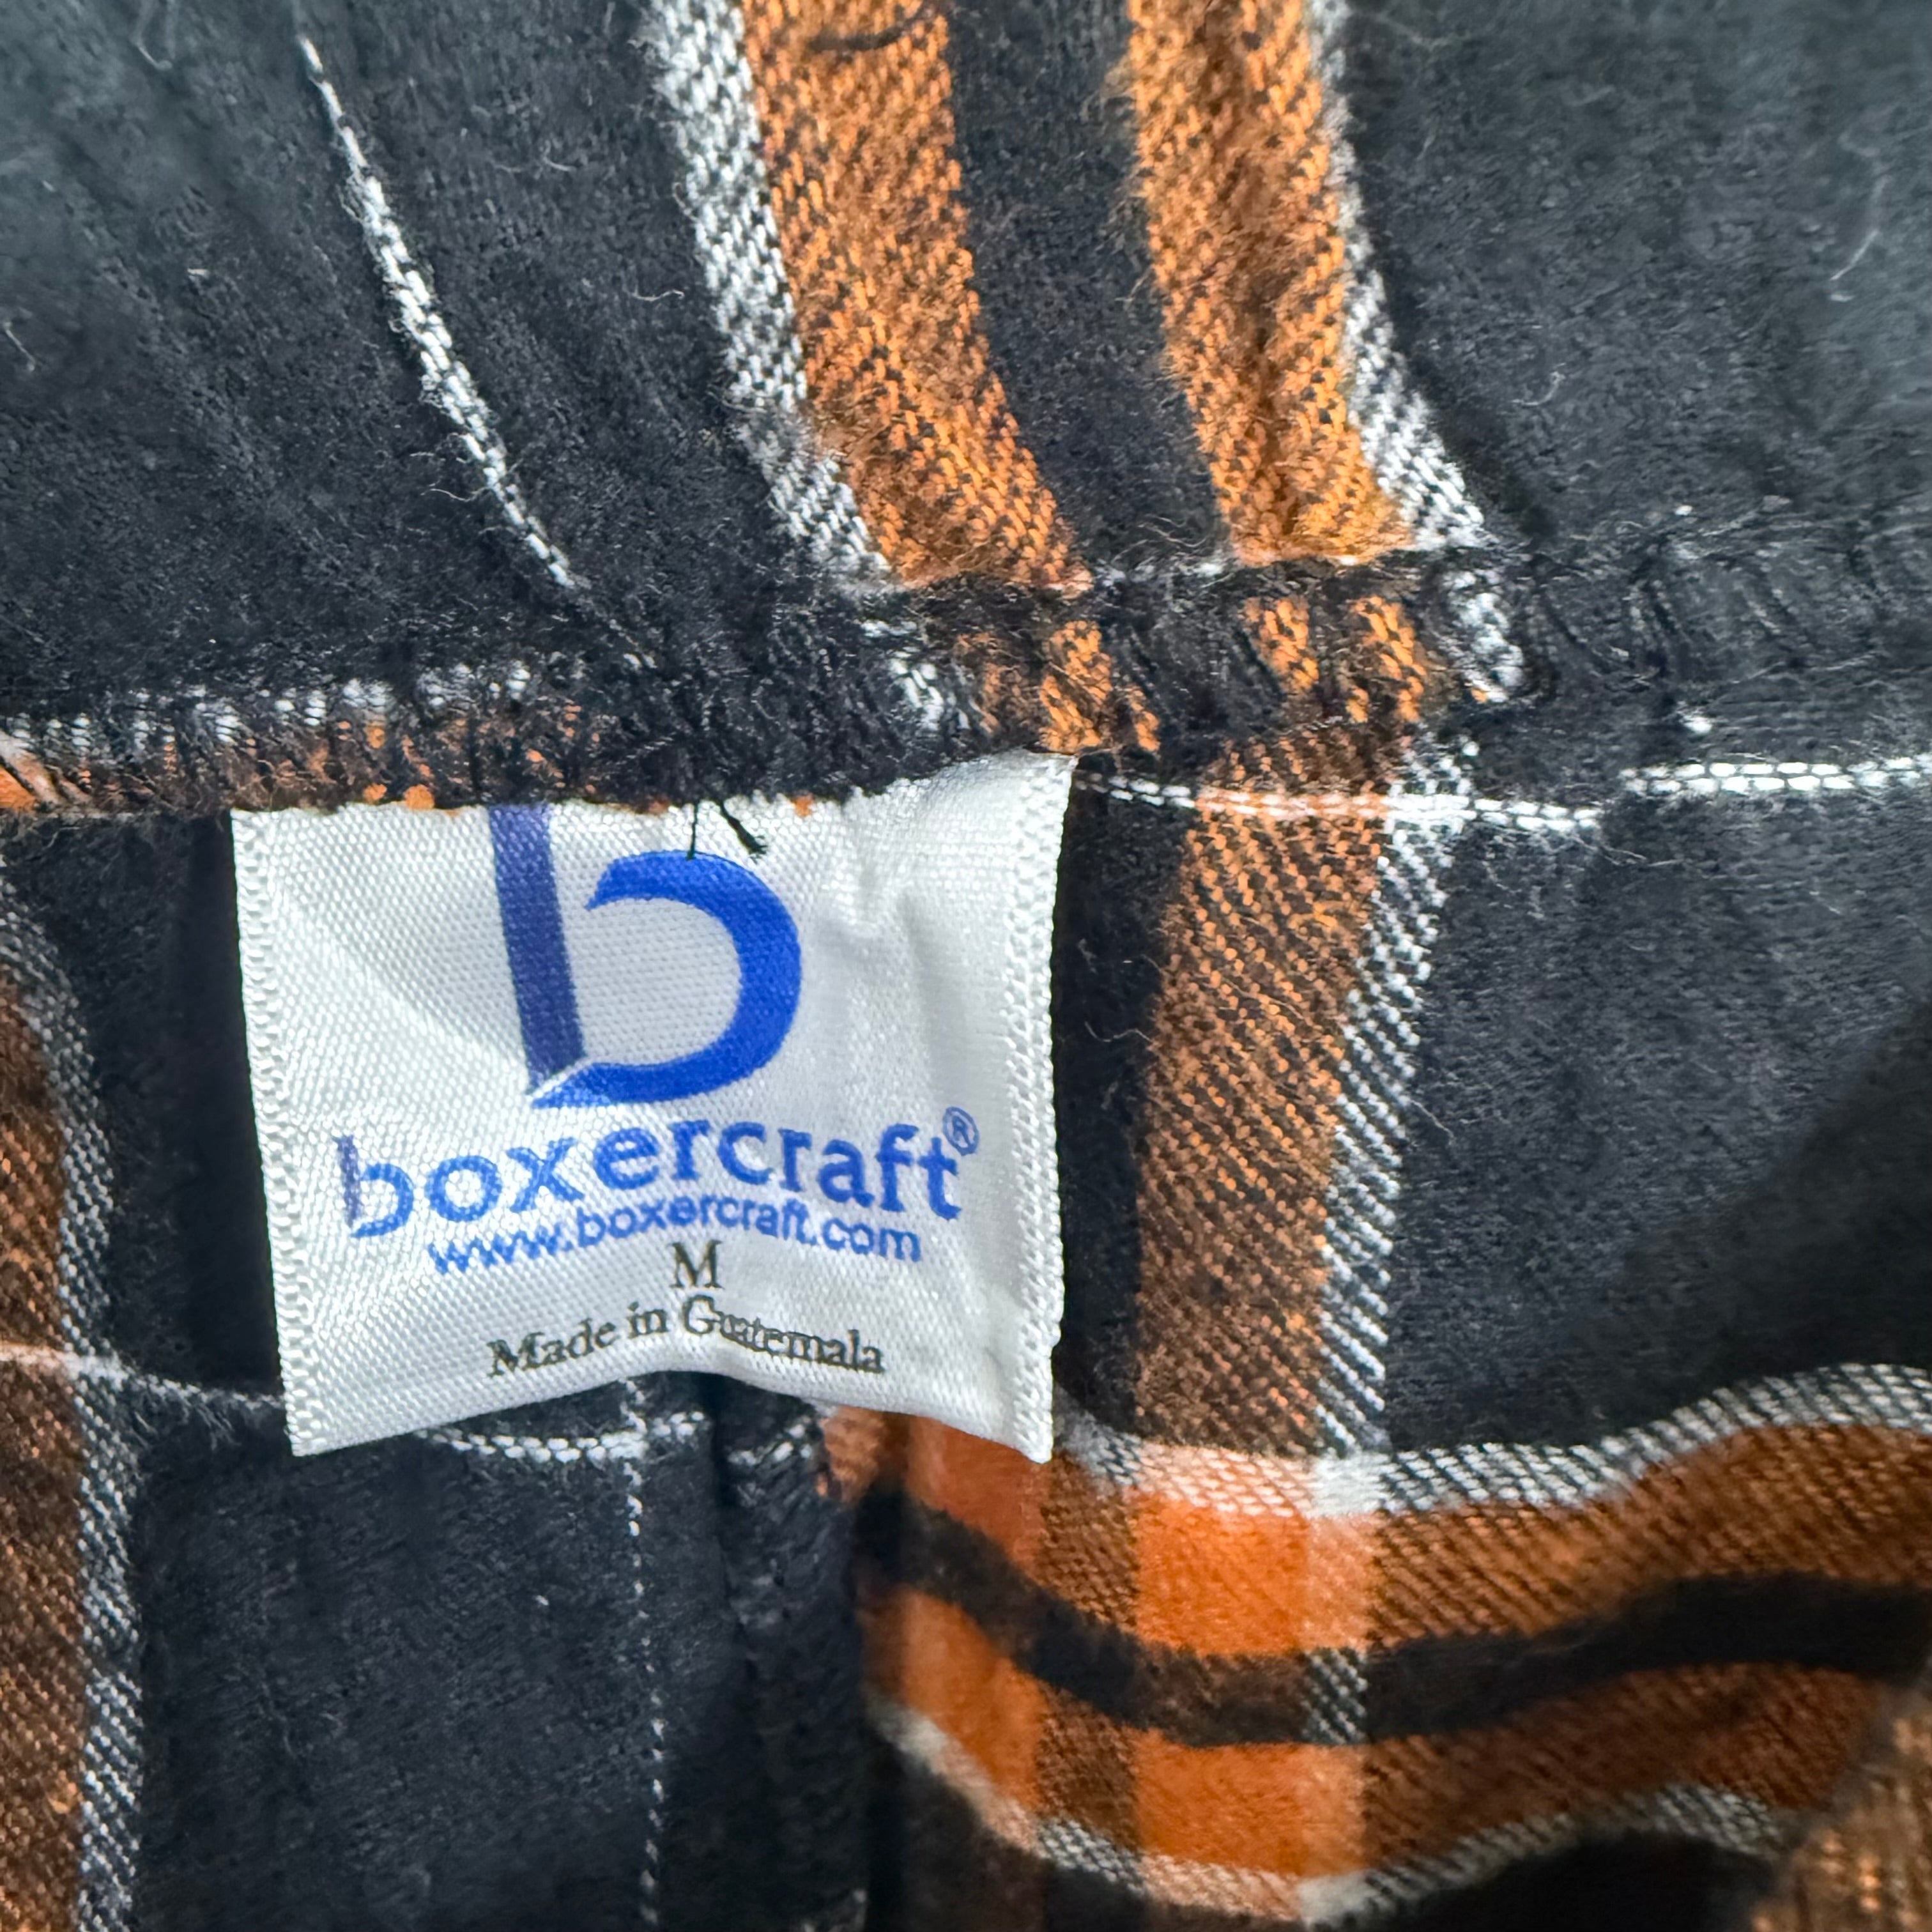 b
boxercraft®
www.boxercraft.com
M
Made in Guatemala